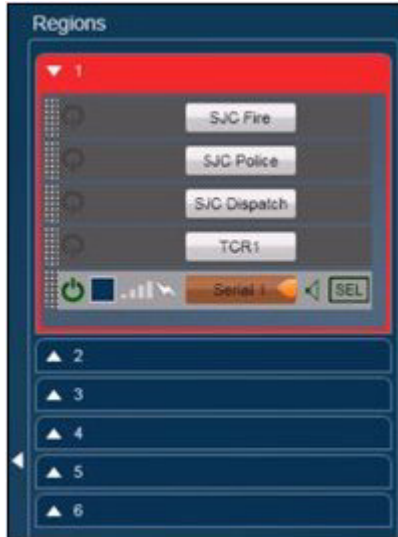 Regions
1
SJC Fire
SJC Police
SJC Dispatch
TCR1
Serial 1 SEL
2
3
4
5
6